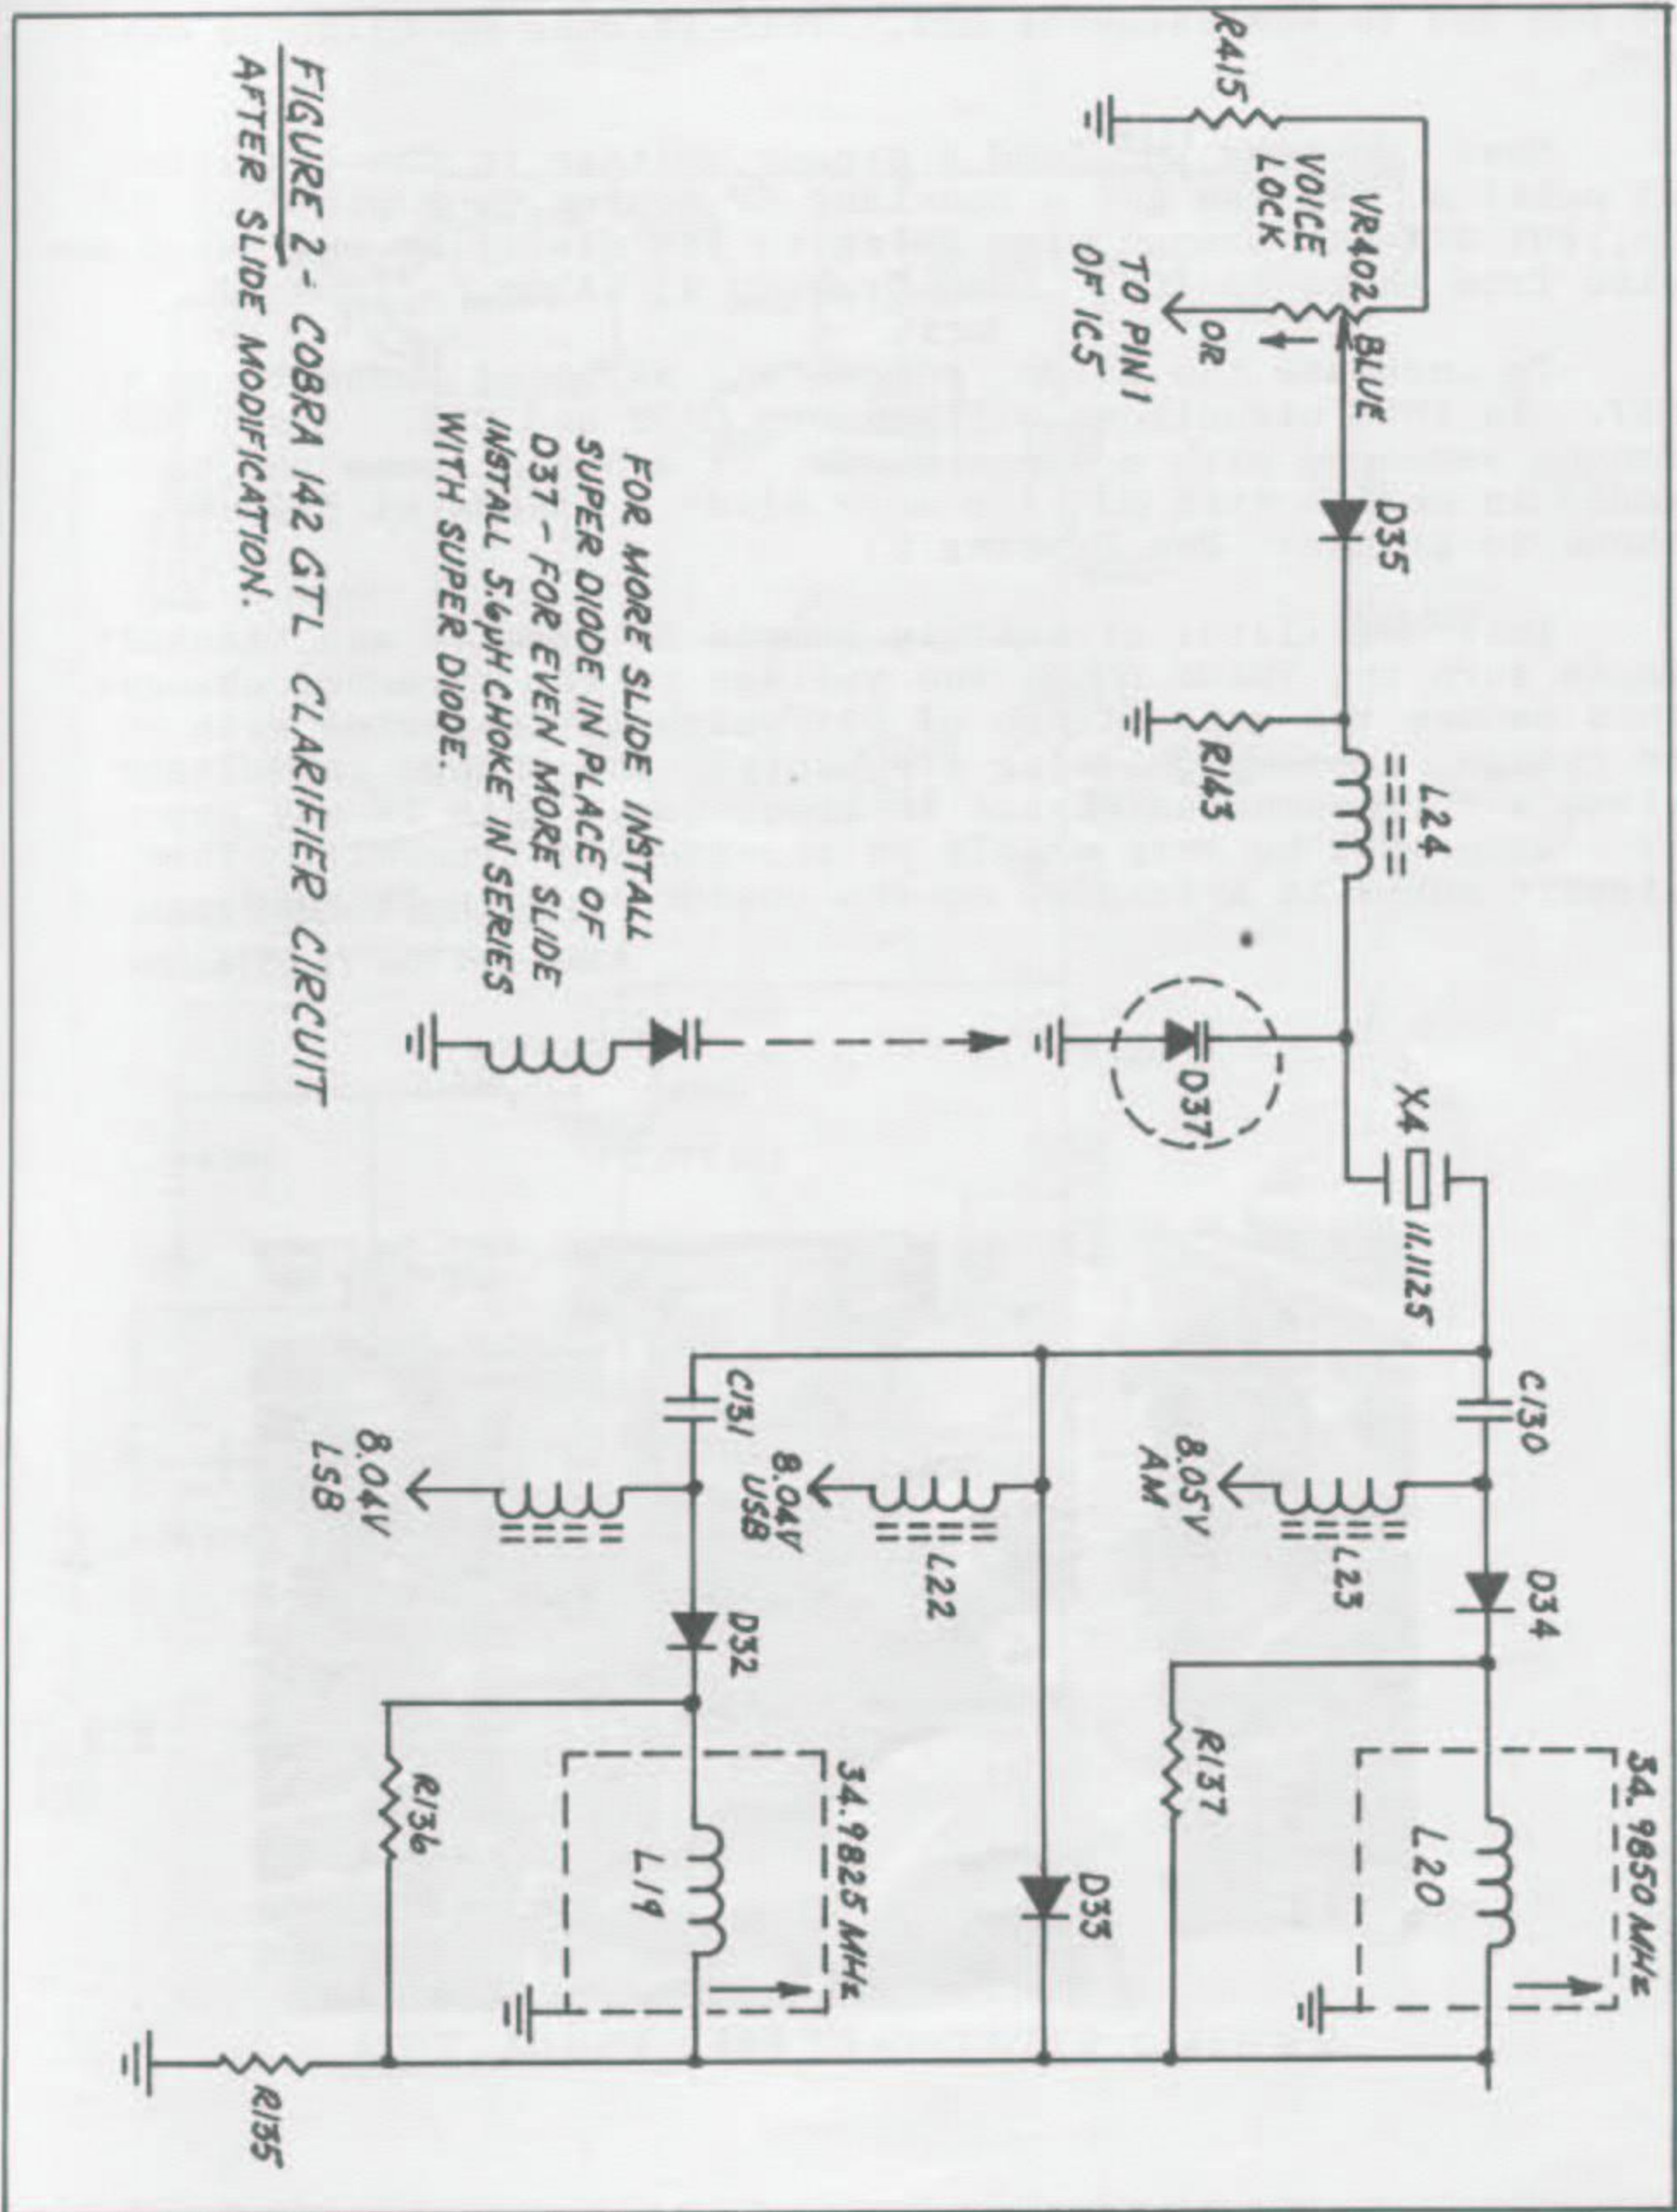 R415
VOICE
LOCK
VR402
BLUE
OR
TO PIN 1
OF IC5
D35
R143
L24
D37
X4
11.1125
C130
L23
8.05V
AM
D34
R137
34.9850 MHz
L20
L22
8.04V
USB
D33
C131
8.04V
LSB
D32
R136
34.9825 MHz
L19
R135
FOR MORE SLIDE INSTALL
SUPER DIODE IN PLACE OF
D37 - FOR EVEN MORE SLIDE
INSTALL 5.6µH CHOKE IN SERIES
WITH SUPER DIODE.
FIGURE 2 - COBRA 142 GTL CLARIFIER CIRCUIT
AFTER SLIDE MODIFICATION.